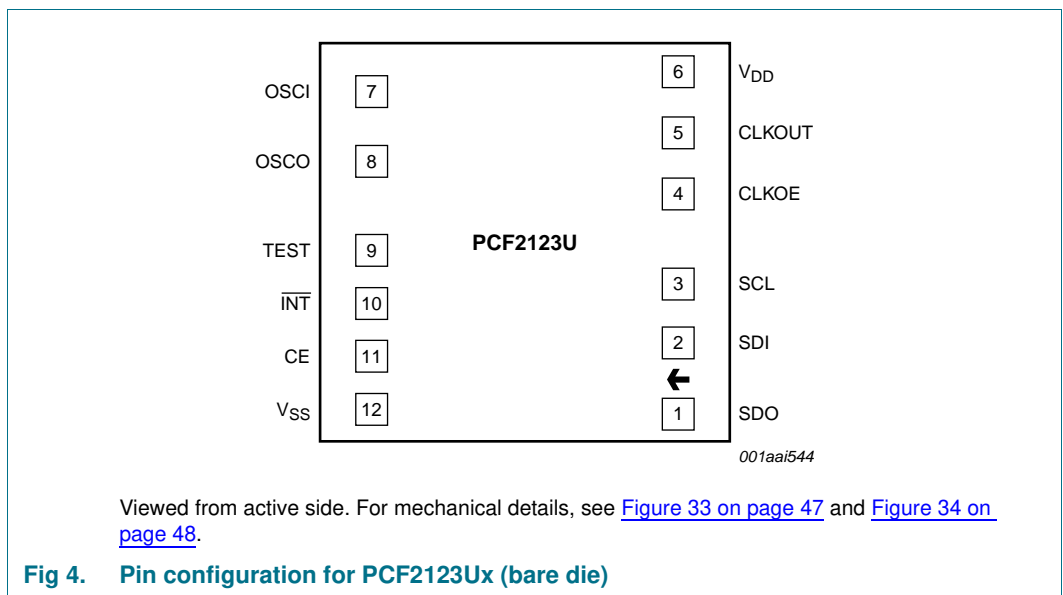 6 VDD
OSCI 7
5 CLKOUT
OSCO 8
4 CLKOE
PCF2123U
TEST 9
3 SCL
INT 10
2 SDI
CE 11
VSS 12
1 SDO
001aai544
Viewed from active side. For mechanical details, see Figure 33 on page 47 and Figure 34 on
page 48.
Fig 4. Pin configuration for PCF2123Ux (bare die)